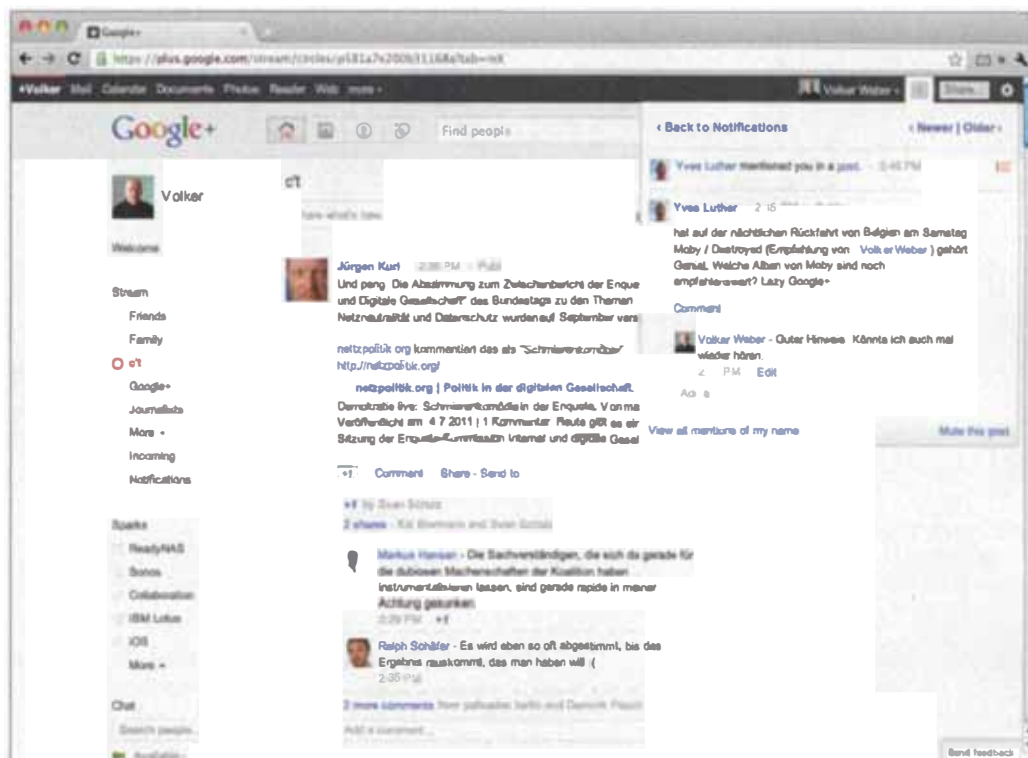 Google+
https://plus.google.com/stream/circles/
+Volker Mail Calendar Documents Photos Reader Web more
Volker Weber
Share...
Google+
Find people
‹ Back to Notifications
‹ Newer | Older ›
Volker
Welcome
Stream
Friends
Family
c't
Google+
Journalists
More
Incoming
Notifications
Sparks
ReadyNAS
Sonos
Collaboration
IBM Lotus
iOS
More
Chat
Search people...
c't
Jürgen Kuri 2:36 PM
Und peng. Die Abstimmung zum Zwischenbericht der Enque
und Digitale Gesellschaft" des Bundestags zu den Themen
Netzneutralität und Datenschutz wurden auf September vers
netzpolitik org kommentiert das als "Schmierenkomödie"
http://netzpolitik.org/
netzpolitik.org | Politik in der digitalen Gesellschaft.
Demokratie live: Schmierenkomödie in der Enquete. Von ma
Veröffentlicht am 4 7 2011 | 1 Kommentar Heute gibt es eir
Sitzung der Enquete-Kommission Internet und digitale Gesel
+1 Comment Share - Send to
+1 by
2 shares
Markus Hansen - Die Sachverständigen, die sich da gerade für
die dubiosen Machenschaften der Koalition haben
instrumentalisieren lassen, sind gerade rapide in meiner
Achtung gesunken
2:29 PM +1
Ralph Schäfer - Es wird eben so oft abgestimmt, bis das
Ergebnis rauskommt, das man haben will :(
2:35 PM
2 more comments from
Add a comment...
Yves Luther mentioned you in a post.
Yves Luther
hat auf der nächtlichen Rückfahrt von Belgien am Samstag
Moby / Destroyed (Empfehlung von Volker Weber ) gehört
Genial. Welche Alben von Moby sind noch
empfehlenswert? Lazy Google+
Comment
Volker Weber - Guter Hinweis Könnte ich auch mal
wieder hören.
PM Edit
View all mentions of my name
Mute this post
Send feedback